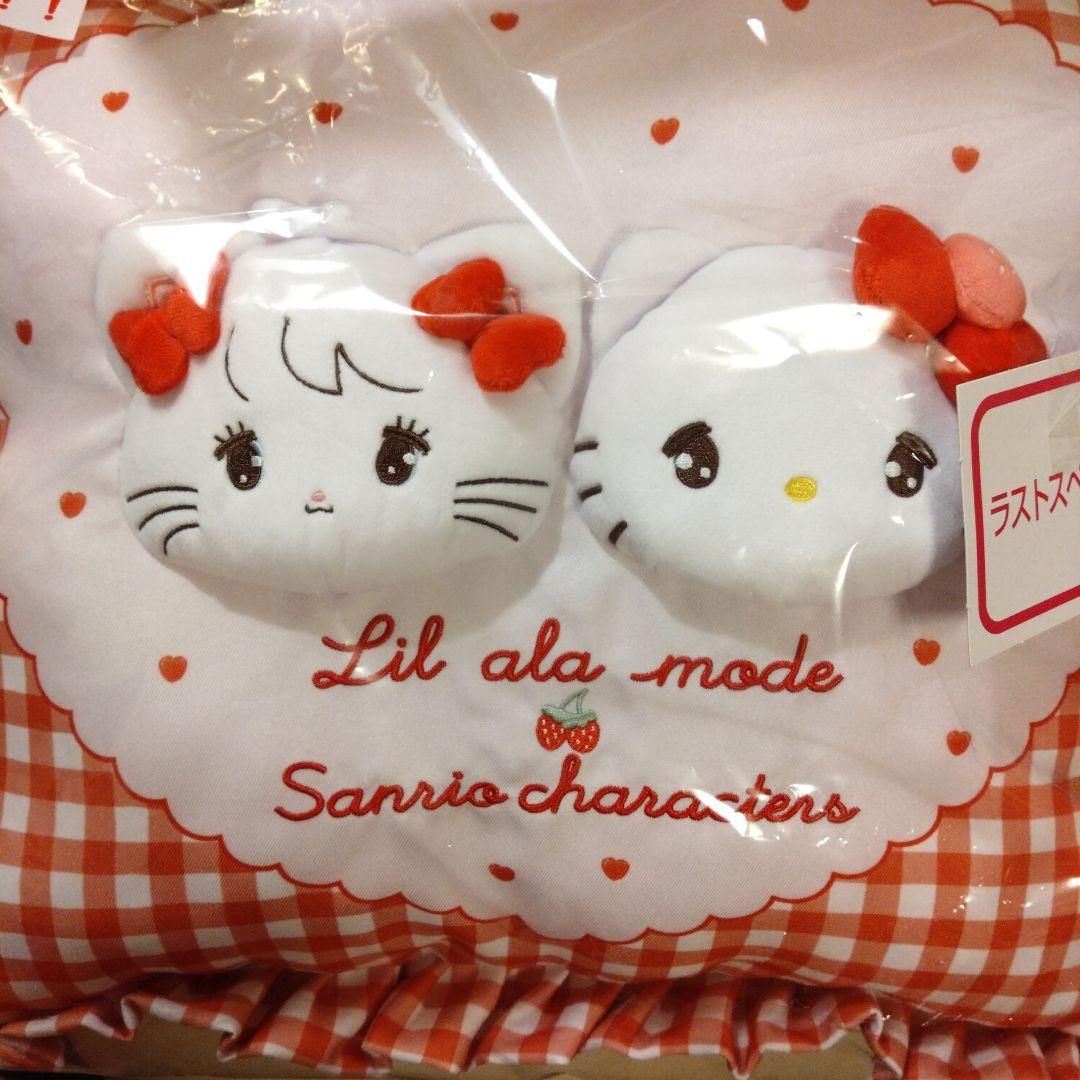 ！
ラストスペ
Lil ala mode
Sanrio characters